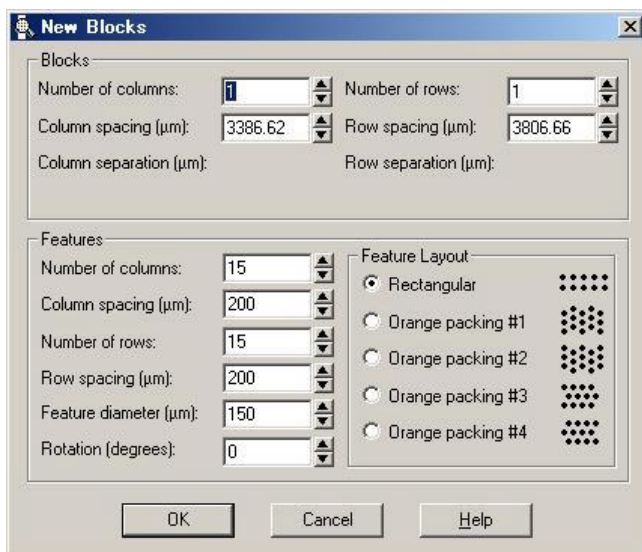 New Blocks
Blocks
Number of columns: 1 Number of rows: 1
Column spacing (μm): 3386.62 Row spacing (μm): 3806.66
Column separation (μm): Row separation (μm):
Features
Number of columns: 15
Column spacing (μm): 200
Number of rows: 15
Row spacing (μm): 200
Feature diameter (μm): 150
Rotation (degrees): 0
Feature Layout
Rectangular
Orange packing #1
Orange packing #2
Orange packing #3
Orange packing #4
OK Cancel Help